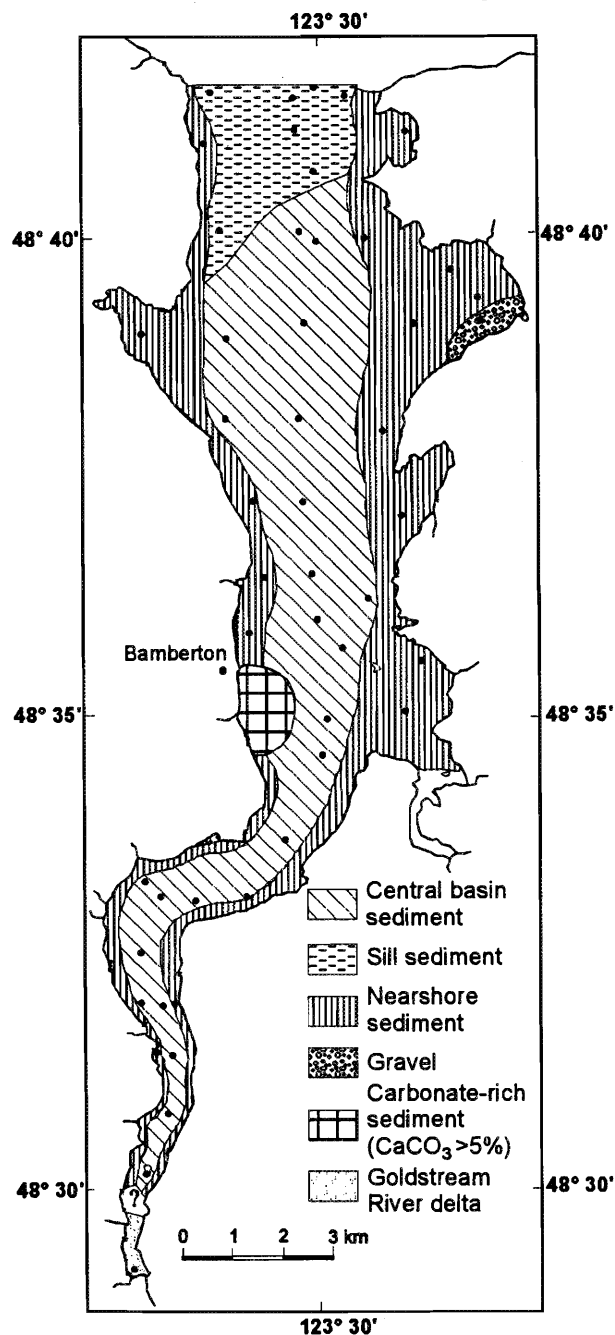 123° 30'
48° 40'
48° 40'
Bamberton
48° 35'
48° 35'
Central basin
sediment
Sill sediment
Nearshore
sediment
Gravel
Carbonate-rich
sediment
(CaCO₃ >5%)
Goldstream
River delta
48° 30'
48° 30'
?
0 1 2 3 km
123° 30'